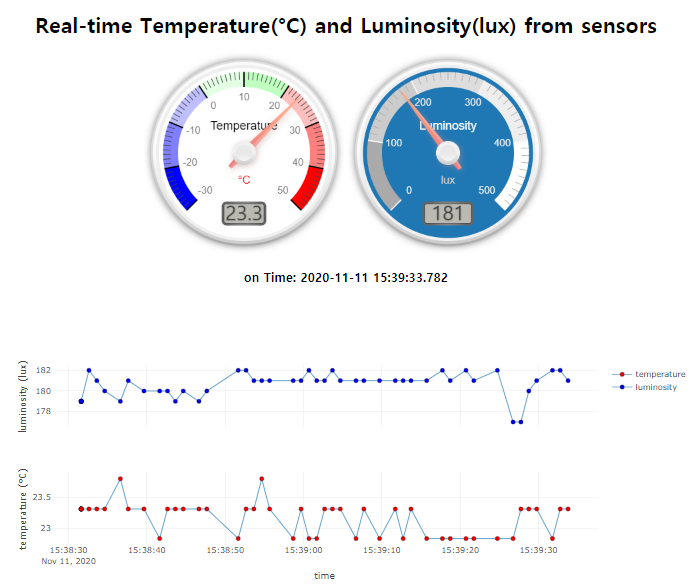 Real-time Temperature(°C) and Luminosity(lux) from sensors
-30
-20
-10
0
10
20
30
40
50
Temperature
°C
23.3
0
100
200
300
400
500
Luminosity
lux
181
on Time: 2020-11-11 15:39:33.782
luminosity (lux)
182
180
178
temperature
luminosity
temperature (°C)
23.5
23
15:38:30
15:38:40
15:38:50
15:39:00
15:39:10
15:39:20
15:39:30
Nov 11, 2020
time